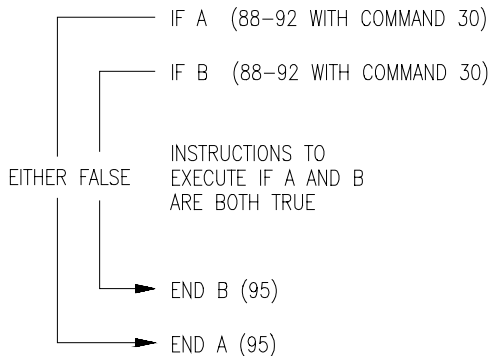 IF A (88-92 WITH COMMAND 30)
IF B (88-92 WITH COMMAND 30)
EITHER FALSE
INSTRUCTIONS TO
EXECUTE IF A AND B
ARE BOTH TRUE
END B (95)
END A (95)